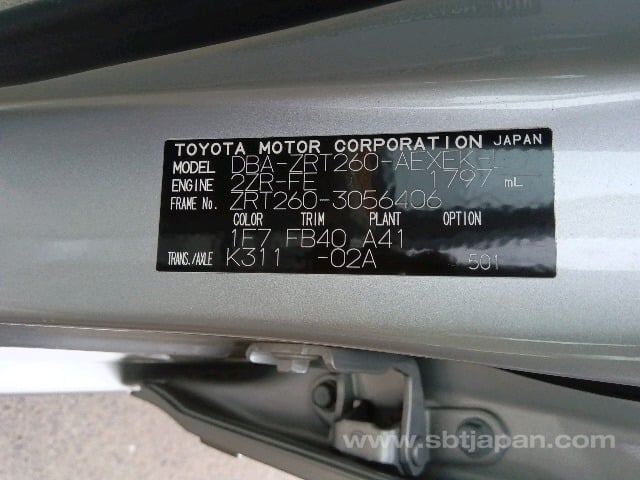 TOYOTA MOTOR CORPORATION JAPAN
MODEL DBA-ZRT260-AEXEK-L
ENGINE 2ZR-FE 1797 mL
FRAME No. ZRT260-3056406
COLOR TRIM PLANT OPTION
1F7 FB40 A41
TRANS./AXLE K311 -02A 501
www.sbtjapan.com